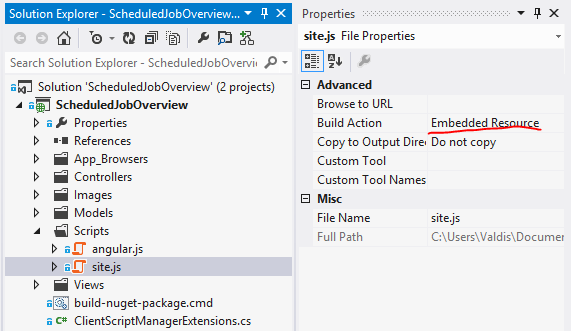 Solution Explorer - ScheduledJobOverview...
Search Solution Explorer - ScheduledJobOvervie
Solution 'ScheduledJobOverview' (2 projects)
ScheduledJobOverview
Properties
References
App_Browsers
Controllers
Images
Models
Scripts
angular.js
site.js
Views
build-nuget-package.cmd
ClientScriptManagerExtensions.cs
Properties
site.js File Properties
Advanced
Browse to URL
Build Action Embedded Resource
Copy to Output Direc Do not copy
Custom Tool
Custom Tool Names
Misc
File Name site.js
Full Path C:\Users\Valdis\Docume